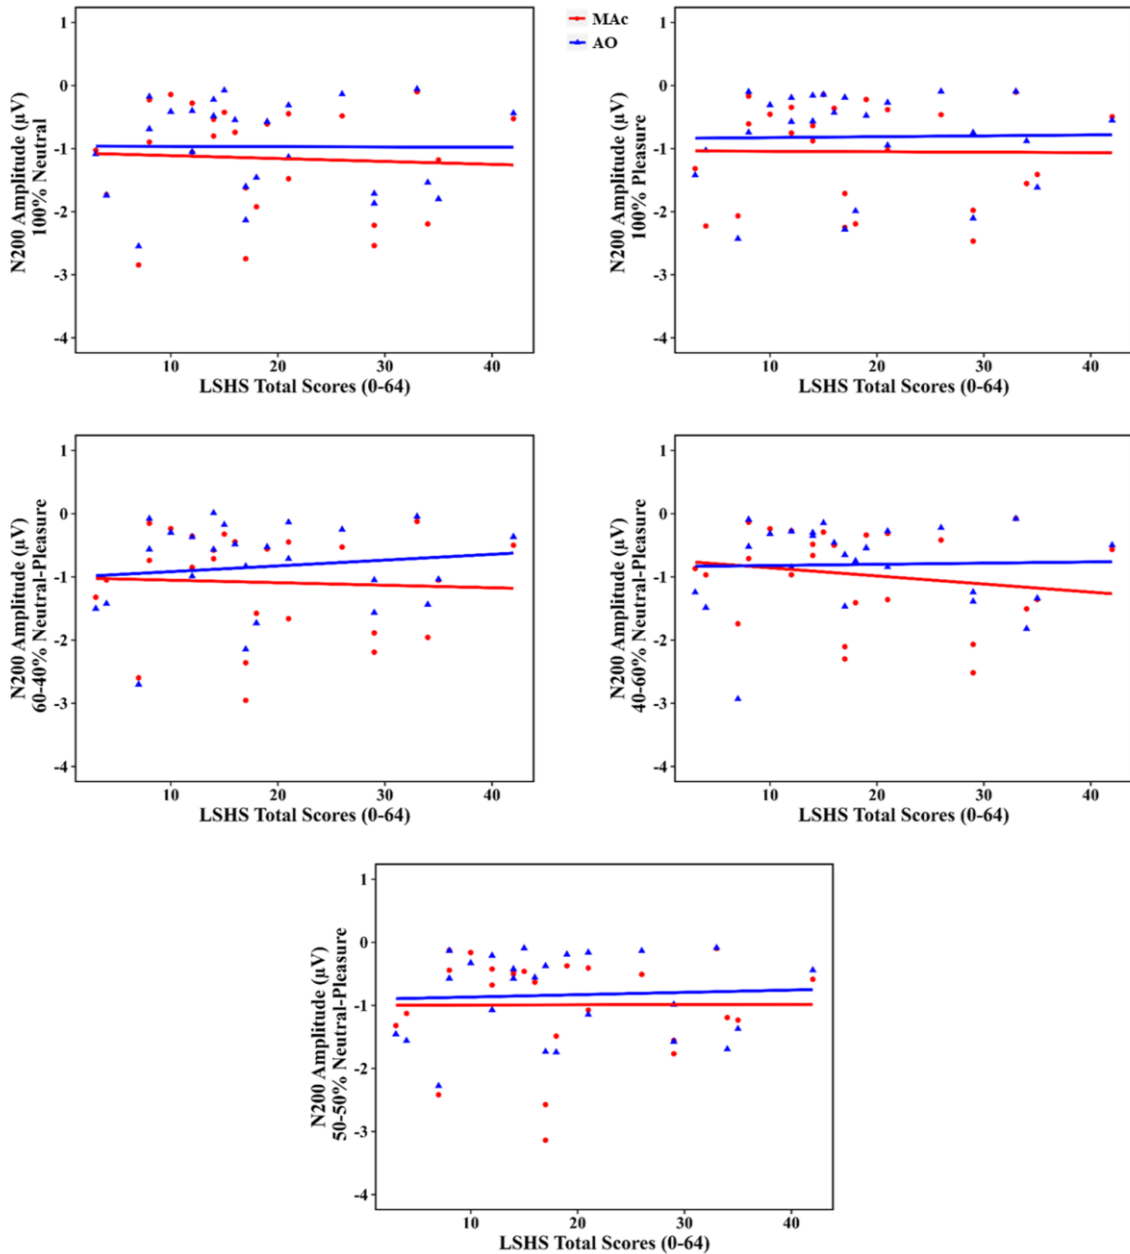 MAc
AO
1
0
-1
-2
-3
-4
N200 Amplitude (µV)
100% Neutral
10
20
30
40
LSHS Total Scores (0-64)
1
0
-1
-2
-3
-4
N200 Amplitude (µV)
100% Pleasure
10
20
30
40
LSHS Total Scores (0-64)
1
0
-1
-2
-3
-4
N200 Amplitude (µV)
60-40% Neutral-Pleasure
10
20
30
40
LSHS Total Scores (0-64)
1
0
-1
-2
-3
-4
N200 Amplitude (µV)
40-60% Neutral-Pleasure
10
20
30
40
LSHS Total Scores (0-64)
1
0
-1
-2
-3
-4
N200 Amplitude (µV)
50-50% Neutral-Pleasure
10
20
30
40
LSHS Total Scores (0-64)